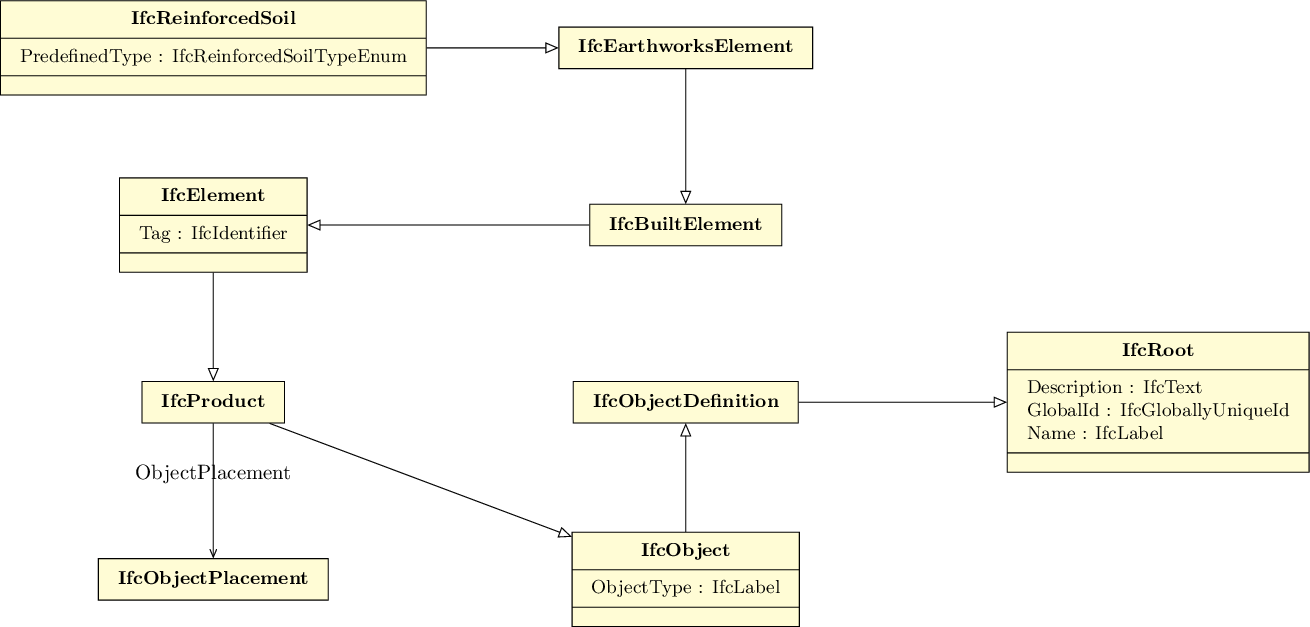 IfcReinforcedSoil
PredefinedType : IfcReinforcedSoilTypeEnum
IfcEarthworksElement
IfcElement
Tag : IfcIdentifier
IfcBuiltElement
IfcRoot
Description : IfcText
GlobalId : IfcGloballyUniqueId
Name : IfcLabel
IfcProduct
IfcObjectDefinition
ObjectPlacement
IfcObject
ObjectType : IfcLabel
IfcObjectPlacement